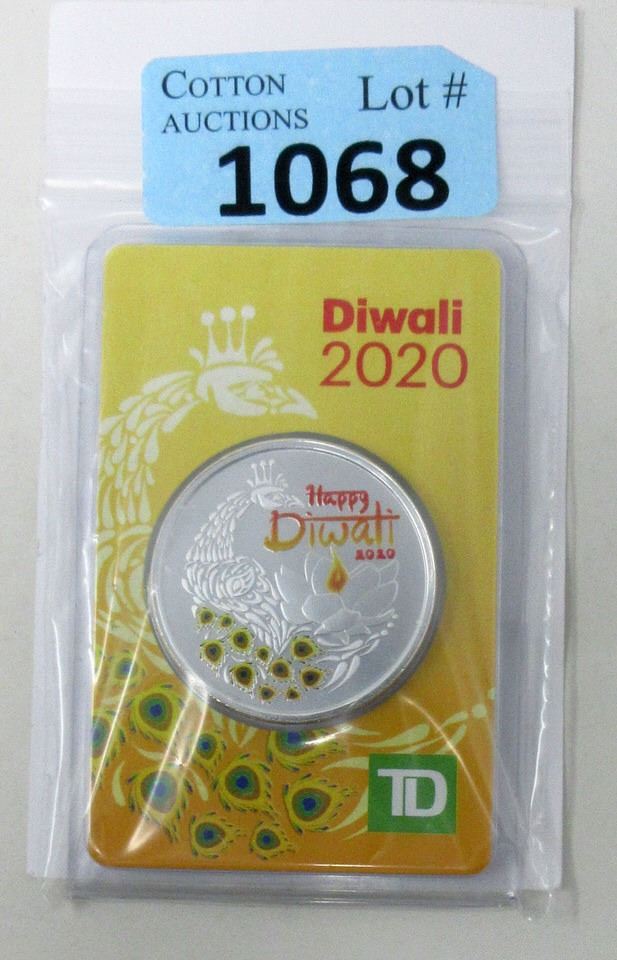 COTTON
AUCTIONS
Lot #
1068
Diwali
2020
Happy
Diwali
2020
TD